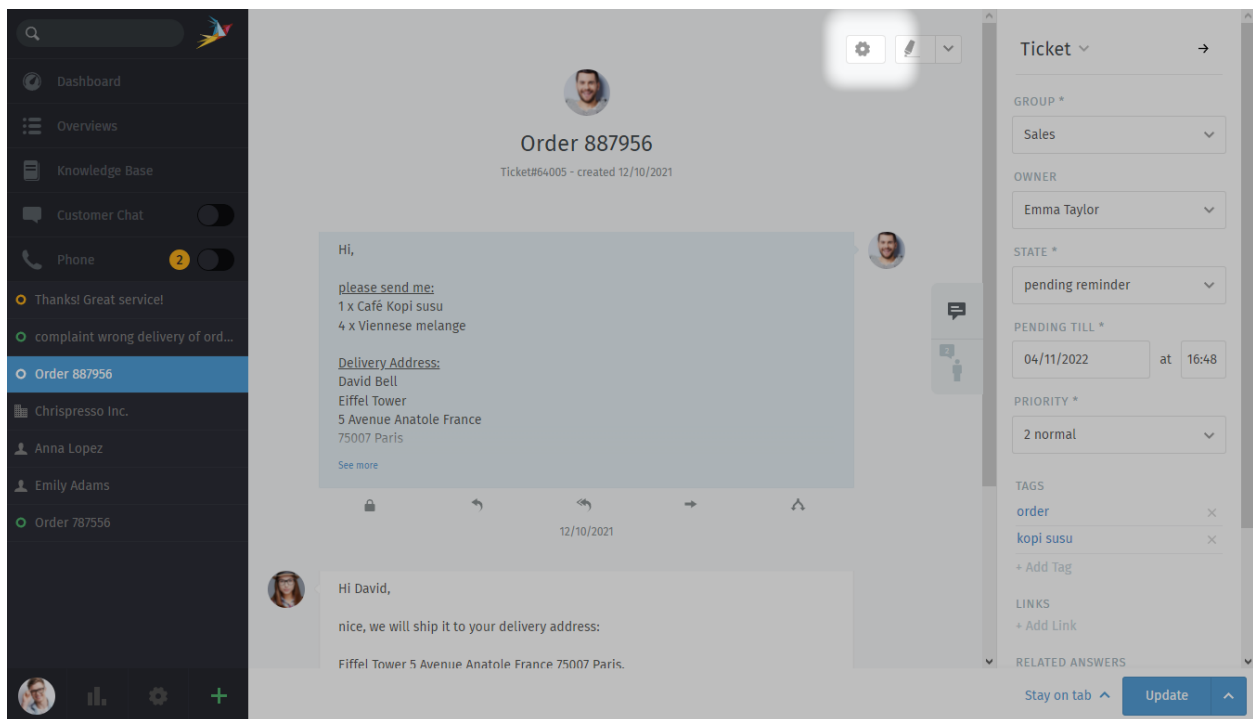 Dashboard
Overviews
Knowledge Base
Customer Chat
Phone 2
Thanks! Great service!
complaint wrong delivery of ord...
Order 887956
Chrispresso Inc.
Anna Lopez
Emily Adams
Order 787556
Order 887956
Ticket#64005 - created 12/10/2021
Hi,
please send me:
1 x Café Kopi susu
4 x Viennese melange
Delivery Address:
David Bell
Eiffel Tower
5 Avenue Anatole France
75007 Paris
See more
12/10/2021
Hi David,
nice, we will ship it to your delivery address:
Eiffel Tower 5 Avenue Anatole France 75007 Paris.
2
Ticket
GROUP *
Sales
OWNER
Emma Taylor
STATE *
pending reminder
PENDING TILL *
04/11/2022 at 16:48
PRIORITY *
2 normal
TAGS
order
kopi susu
+ Add Tag
LINKS
+ Add Link
RELATED ANSWERS
Stay on tab
Update